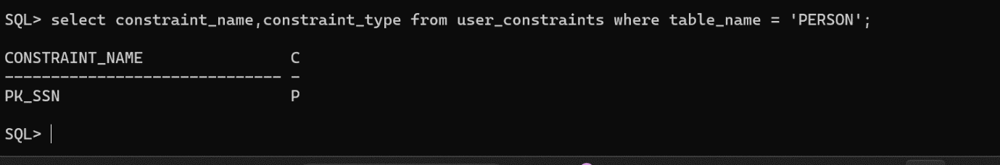 SQL> select constraint_name,constraint_type from user_constraints where table_name = 'PERSON';
CONSTRAINT_NAME                C
------------------------------ -
PK_SSN                         P
SQL>